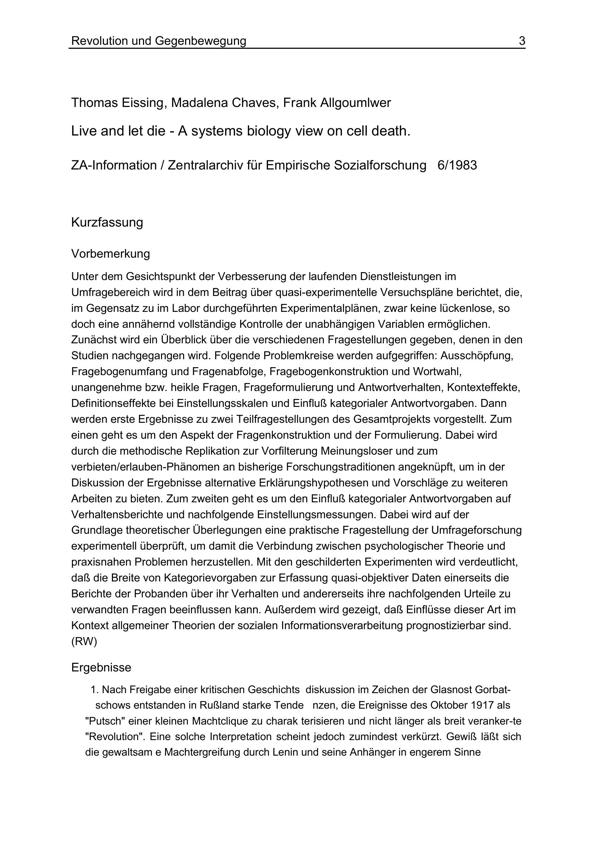 Revolution und Gegenbewegung 3
Thomas Eissing, Madalena Chaves, Frank Allgoumlwer
Live and let die - A systems biology view on cell death.
ZA-Information / Zentralarchiv für Empirische Sozialforschung 6/1983
Kurzfassung
Vorbemerkung
Unter dem Gesichtspunkt der Verbesserung der laufenden Dienstleistungen im
Umfragebereich wird in dem Beitrag über quasi-experimentelle Versuchspläne berichtet, die,
im Gegensatz zu im Labor durchgeführten Experimentalplänen, zwar keine lückenlose, so
doch eine annähernd vollständige Kontrolle der unabhängigen Variablen ermöglichen.
Zunächst wird ein Überblick über die verschiedenen Fragestellungen gegeben, denen in den
Studien nachgegangen wird. Folgende Problemkreise werden aufgegriffen: Ausschöpfung,
Fragebogenumfang und Fragenabfolge, Fragebogenkonstruktion und Wortwahl,
unangenehme bzw. heikle Fragen, Frageformulierung und Antwortverhalten, Kontexteffekte,
Definitionseffekte bei Einstellungsskalen und Einfluß kategorialer Antwortvorgaben. Dann
werden erste Ergebnisse zu zwei Teilfragestellungen des Gesamtprojekts vorgestellt. Zum
einen geht es um den Aspekt der Fragenkonstruktion und der Formulierung. Dabei wird
durch die methodische Replikation zur Vorfilterung Meinungsloser und zum
verbieten/erlauben-Phänomen an bisherige Forschungstraditionen angeknüpft, um in der
Diskussion der Ergebnisse alternative Erklärungshypothesen und Vorschläge zu weiteren
Arbeiten zu bieten. Zum zweiten geht es um den Einfluß kategorialer Antwortvorgaben auf
Verhaltensberichte und nachfolgende Einstellungsmessungen. Dabei wird auf der
Grundlage theoretischer Überlegungen eine praktische Fragestellung der Umfrageforschung
experimentell überprüft, um damit die Verbindung zwischen psychologischer Theorie und
praxisnahen Problemen herzustellen. Mit den geschilderten Experimenten wird verdeutlicht,
daß die Breite von Kategorievorgaben zur Erfassung quasi-objektiver Daten einerseits die
Berichte der Probanden über ihr Verhalten und andererseits ihre nachfolgenden Urteile zu
verwandten Fragen beeinflussen kann. Außerdem wird gezeigt, daß Einflüsse dieser Art im
Kontext allgemeiner Theorien der sozialen Informationsverarbeitung prognostizierbar sind.
(RW)
Ergebnisse
1. Nach Freigabe einer kritischen Geschichts diskussion im Zeichen der Glasnost Gorbat-
schows entstanden in Rußland starke Tende nzen, die Ereignisse des Oktober 1917 als
"Putsch" einer kleinen Machtclique zu charak terisieren und nicht länger als breit veranker-te
"Revolution". Eine solche Interpretation scheint jedoch zumindest verkürzt. Gewiß läßt sich
die gewaltsam e Machtergreifung durch Lenin und seine Anhänger in engerem Sinne